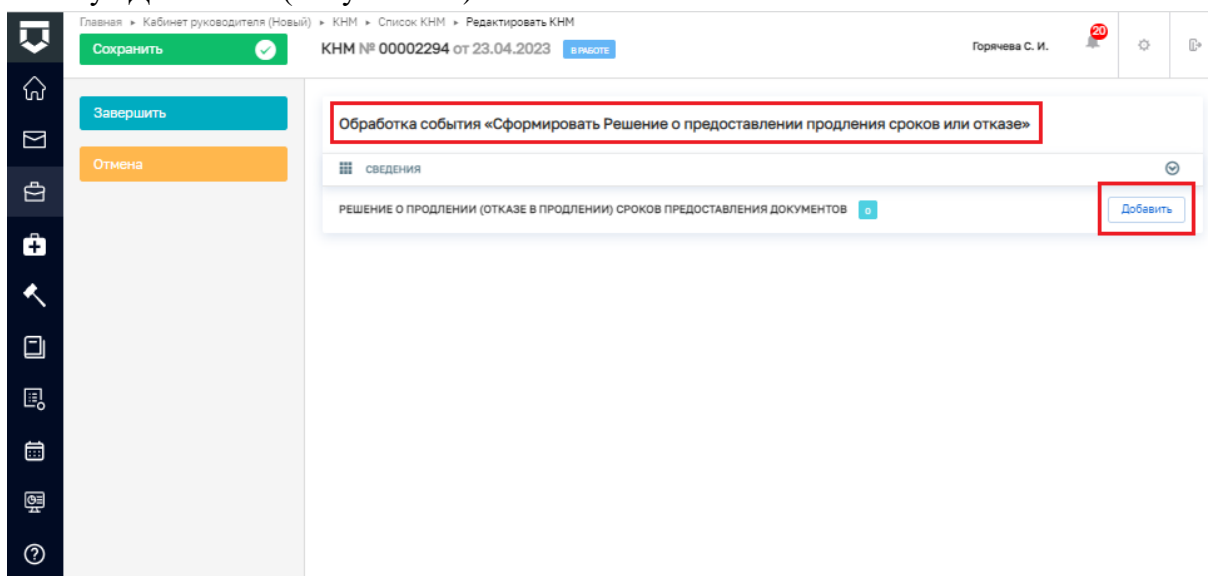 Главная ▸ Кабинет руководителя (Новый) ▸ КНМ ▸ Список КНМ ▸ Редактировать КНМ
Сохранить
КНМ № 00002294 от 23.04.2023 В РАБОТЕ
Горячева С. И.
20
Завершить
Отмена
Обработка события «Сформировать Решение о предоставлении продления сроков или отказе»
СВЕДЕНИЯ
РЕШЕНИЕ О ПРОДЛЕНИИ (ОТКАЗЕ В ПРОДЛЕНИИ) СРОКОВ ПРЕДОСТАВЛЕНИЯ ДОКУМЕНТОВ 0
Добавить